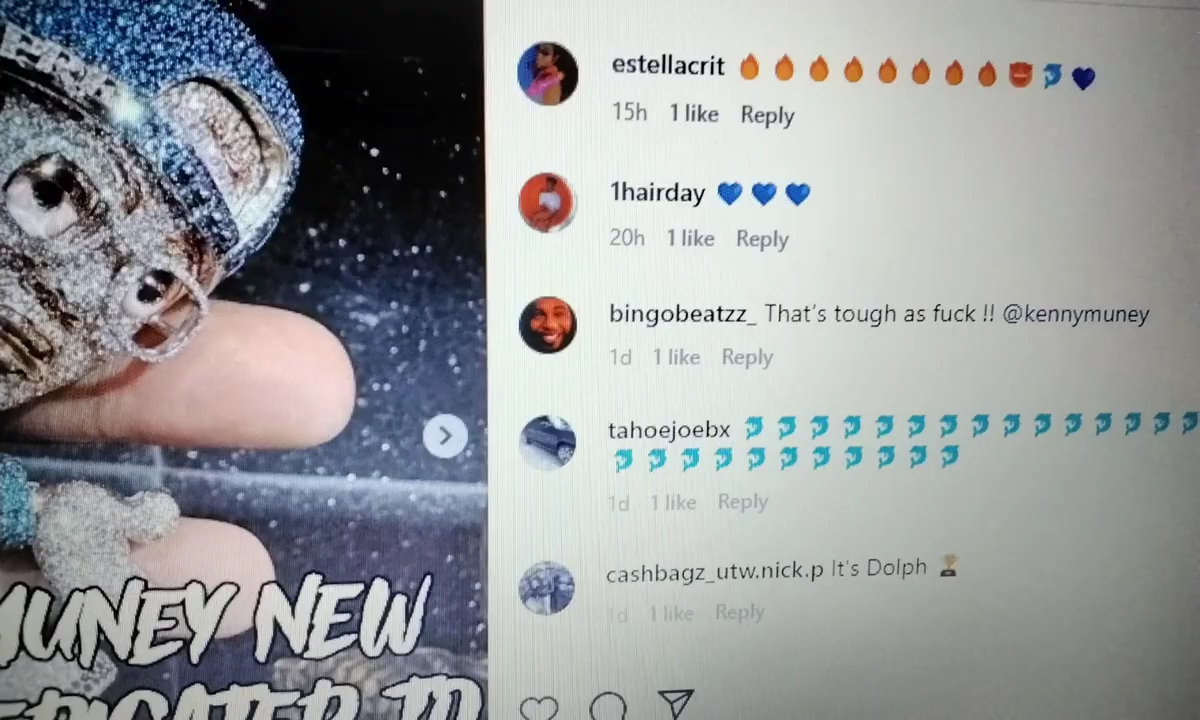 estellacrit 🔥 🔥 🔥 🔥 🔥 🔥 🔥 🔥 👹 🐬 💙
15h 1 like Reply
1hairday 💙 💙 💙
20h 1 like Reply
bingobeatzz_ That's tough as fuck !! @kennymuney
1d 1 like Reply
tahoejoebx 🐬 🐬 🐬 🐬 🐬 🐬 🐬 🐬 🐬 🐬 🐬 🐬 🐬 🐬
🐬 🐬 🐬 🐬 🐬 🐬 🐬 🐬 🐬 🐬 🐬
1d 1 like Reply
cashbagz_utw.nick.p It's Dolph ⏳
1d 1 like Reply
MUNEY NEW